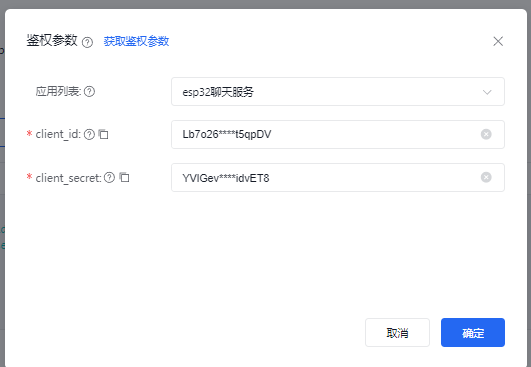 鉴权参数 获取鉴权参数
应用列表: esp32聊天服务
* client_id: Lb7o26****t5qpDV
* client_secret: YVlGev****idvET8
取消 确定